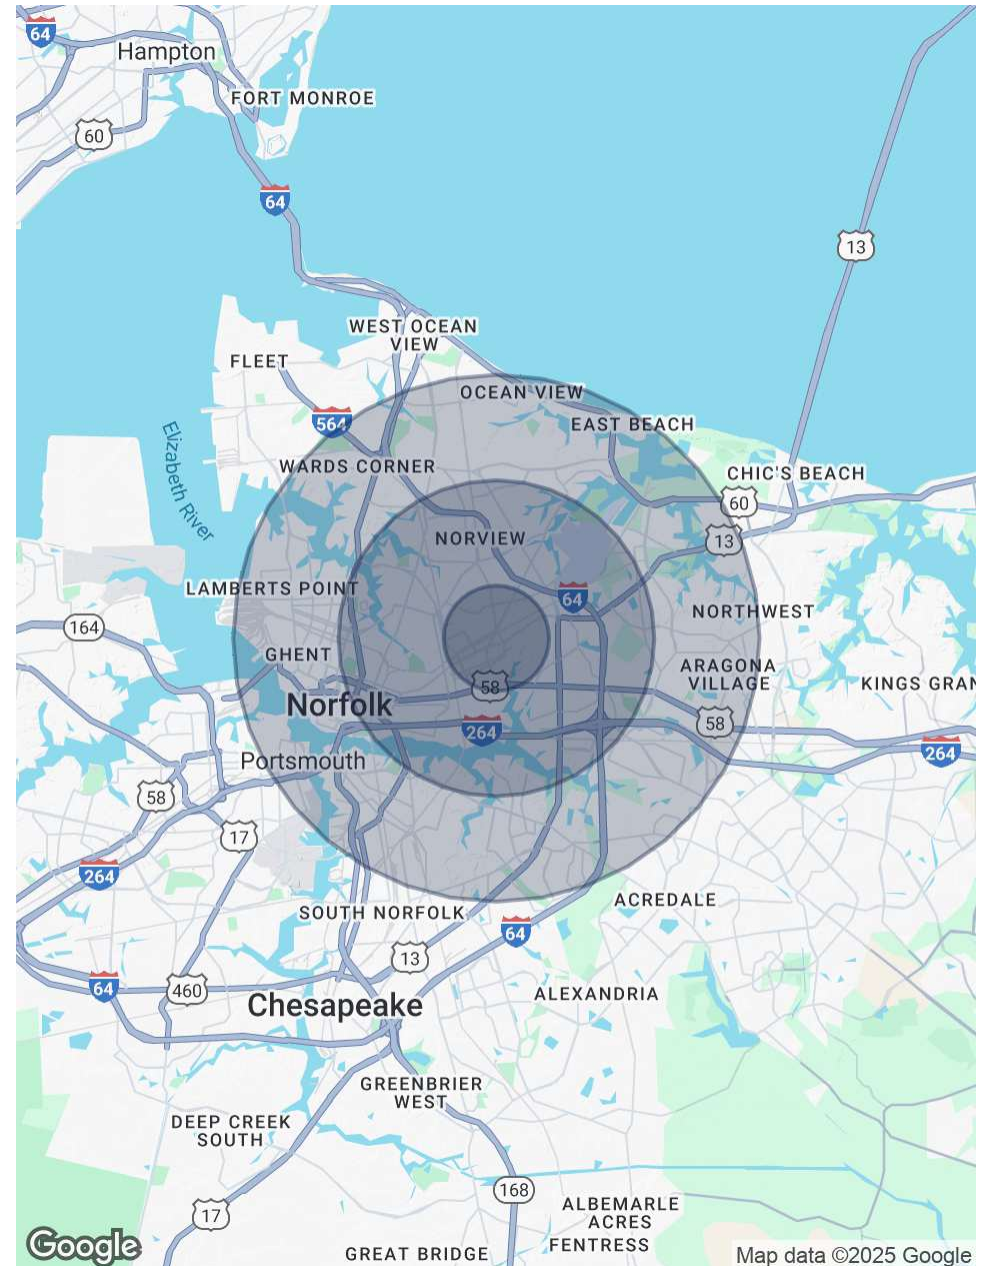 64
Hampton
FORT MONROE
60
64
13
WEST OCEAN
VIEW
FLEET
OCEAN VIEW
564
EAST BEACH
WARDS CORNER
CHIC'S BEACH
60
Elizabeth River
13
NORVIEW
LAMBERTS POINT
64
NORTHWEST
164
GHENT
ARAGONA
VILLAGE
KINGS GRAN
58
Norfolk
58
264
264
Portsmouth
58
17
264
ACREDALE
SOUTH NORFOLK
64
13
64
460
ALEXANDRIA
Chesapeake
GREENBRIER
WEST
DEEP CREEK
SOUTH
168
17
ALBEMARLE
ACRES
FENTRESS
GREAT BRIDGE
Google
Map data ©2025 Google